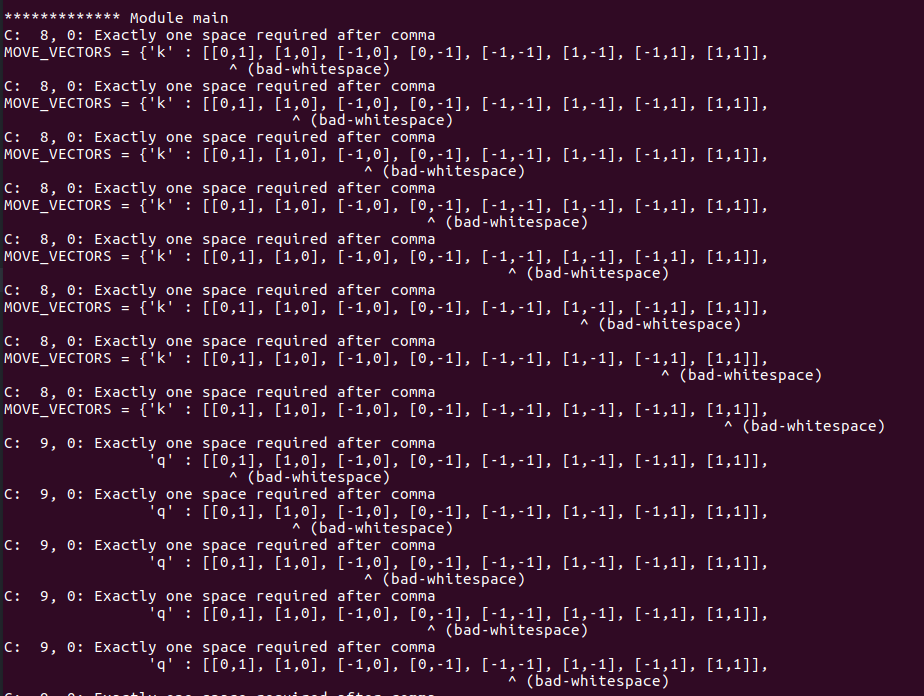 ************* Module main
C:  8, 0: Exactly one space required after comma
MOVE_VECTORS = {'k' : [[0,1], [1,0], [-1,0], [0,-1], [-1,-1], [1,-1], [-1,1], [1,1]],
                         ^ (bad-whitespace)
C:  8, 0: Exactly one space required after comma
MOVE_VECTORS = {'k' : [[0,1], [1,0], [-1,0], [0,-1], [-1,-1], [1,-1], [-1,1], [1,1]],
                                ^ (bad-whitespace)
C:  8, 0: Exactly one space required after comma
MOVE_VECTORS = {'k' : [[0,1], [1,0], [-1,0], [0,-1], [-1,-1], [1,-1], [-1,1], [1,1]],
                                        ^ (bad-whitespace)
C:  8, 0: Exactly one space required after comma
MOVE_VECTORS = {'k' : [[0,1], [1,0], [-1,0], [0,-1], [-1,-1], [1,-1], [-1,1], [1,1]],
                                               ^ (bad-whitespace)
C:  8, 0: Exactly one space required after comma
MOVE_VECTORS = {'k' : [[0,1], [1,0], [-1,0], [0,-1], [-1,-1], [1,-1], [-1,1], [1,1]],
                                                        ^ (bad-whitespace)
C:  8, 0: Exactly one space required after comma
MOVE_VECTORS = {'k' : [[0,1], [1,0], [-1,0], [0,-1], [-1,-1], [1,-1], [-1,1], [1,1]],
                                                                ^ (bad-whitespace)
C:  8, 0: Exactly one space required after comma
MOVE_VECTORS = {'k' : [[0,1], [1,0], [-1,0], [0,-1], [-1,-1], [1,-1], [-1,1], [1,1]],
                                                                         ^ (bad-whitespace)
C:  8, 0: Exactly one space required after comma
MOVE_VECTORS = {'k' : [[0,1], [1,0], [-1,0], [0,-1], [-1,-1], [1,-1], [-1,1], [1,1]],
                                                                                ^ (bad-whitespace)
C:  9, 0: Exactly one space required after comma
                'q' : [[0,1], [1,0], [-1,0], [0,-1], [-1,-1], [1,-1], [-1,1], [1,1]],
                         ^ (bad-whitespace)
C:  9, 0: Exactly one space required after comma
                'q' : [[0,1], [1,0], [-1,0], [0,-1], [-1,-1], [1,-1], [-1,1], [1,1]],
                                ^ (bad-whitespace)
C:  9, 0: Exactly one space required after comma
                'q' : [[0,1], [1,0], [-1,0], [0,-1], [-1,-1], [1,-1], [-1,1], [1,1]],
                                        ^ (bad-whitespace)
C:  9, 0: Exactly one space required after comma
                'q' : [[0,1], [1,0], [-1,0], [0,-1], [-1,-1], [1,-1], [-1,1], [1,1]],
                                               ^ (bad-whitespace)
C:  9, 0: Exactly one space required after comma
                'q' : [[0,1], [1,0], [-1,0], [0,-1], [-1,-1], [1,-1], [-1,1], [1,1]],
                                                        ^ (bad-whitespace)